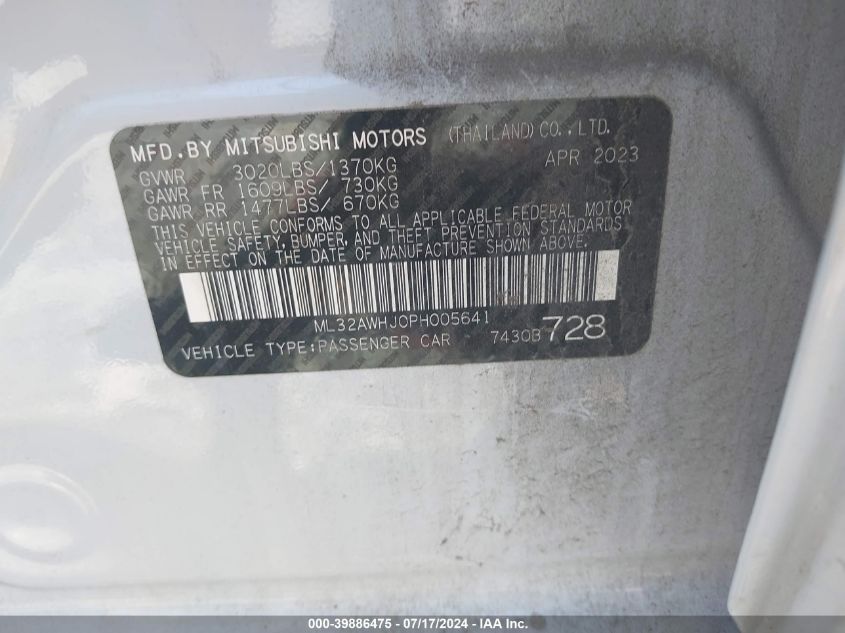 MFD.BY MITSUBISHI MOTORS (THAILAND) CO.,LTD.
GVWR 3020LBS/1370KG APR 2023
GAWR FR 1609LBS/ 730KG
GAWR RR 1477LBS/ 670KG
THIS VEHICLE CONFORMS TO ALL APPLICABLE FEDERAL MOTOR
VEHICLE SAFETY, BUMPER, AND THEFT PREVENTION STANDARDS
IN EFFECT ON THE DATE OF MANUFACTURE SHOWN ABOVE.
ML32AWHJ0PH005641
VEHICLE TYPE:PASSENGER CAR 7430B 728
000-39886475 - 07/17/2024 - IAA Inc.